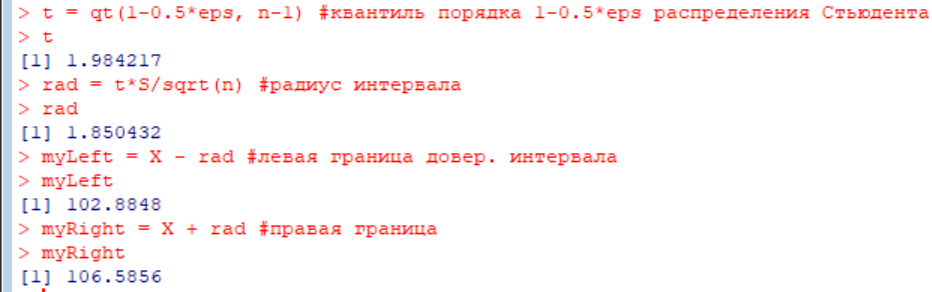 > t = qt(1-0.5*eps, n-1) #квантиль порядка 1-0.5*eps распределения Стьюдента
> t
[1] 1.984217
> rad = t*S/sqrt(n) #радиус интервала
> rad
[1] 1.850432
> myLeft = X - rad #левая граница довер. интервала
> myLeft
[1] 102.8848
> myRight = X + rad #правая граница
> myRight
[1] 106.5856